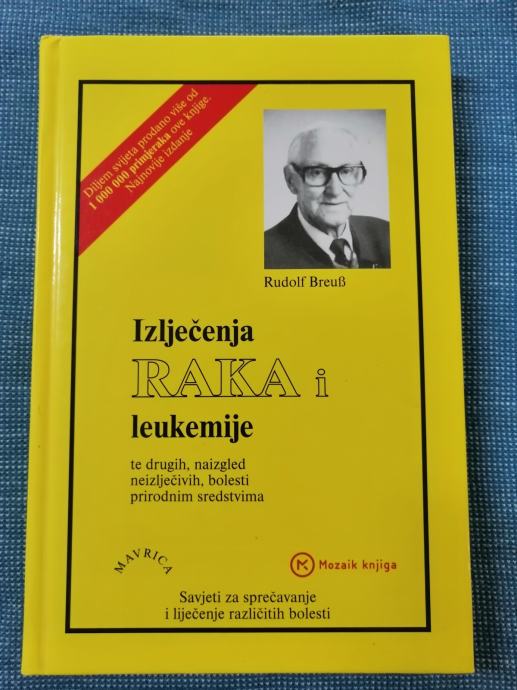 Diljem svijeta prodano više od
1 000 000 primjeraka ove knjige.
Najnovije izdanje
Rudolf Breuß
Izlječenja
RAKA i
leukemije
te drugih, naizgled
neizlječivih, bolesti
prirodnim sredstvima
MAVRICA
Mozaik knjiga
Savjeti za sprečavanje
i liječenje različitih bolesti